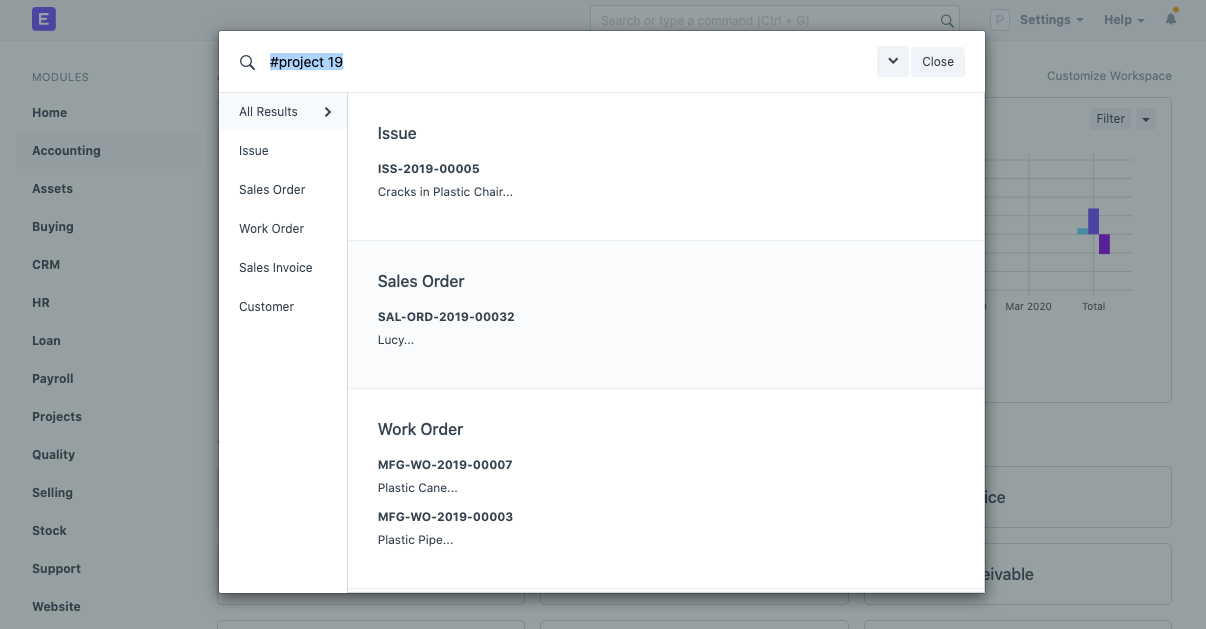 E
Search or type a command (Ctrl + G)
P
Settings
Help
#project 19
Close
MODULES
Home
Accounting
Assets
Buying
CRM
HR
Loan
Payroll
Projects
Quality
Selling
Stock
Support
Website
All Results
Issue
Sales Order
Work Order
Sales Invoice
Customer
Issue
ISS-2019-00005
Cracks in Plastic Chair...
Sales Order
SAL-ORD-2019-00032
Lucy...
Work Order
MFG-WO-2019-00007
Plastic Cane...
MFG-WO-2019-00003
Plastic Pipe...
Customize Workspace
Filter
Mar 2020
Total